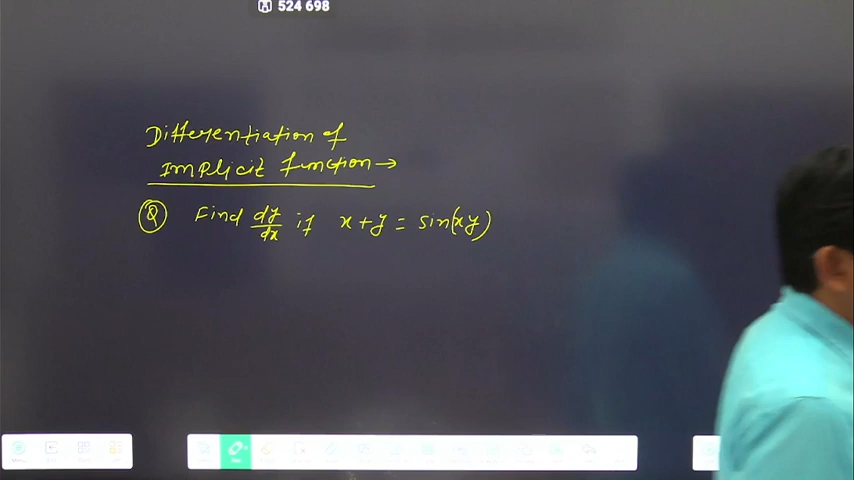 524 698
Differentiation of
Implicit function →
Q Find dy/dx if x+y = sin(xy)